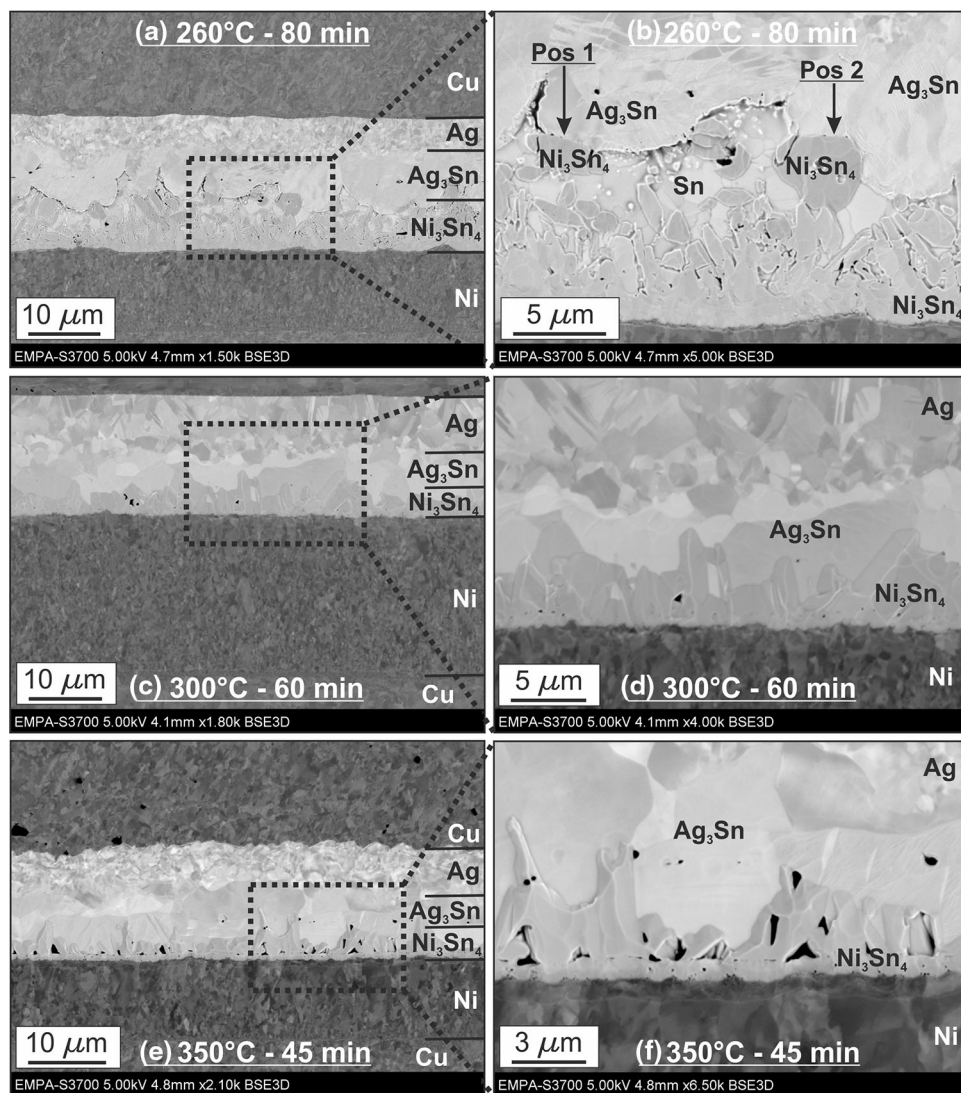 (a) 260°C - 80 min
Cu
Ag
Ag₃Sn
Ni₃Sn₄
Ni
10 µm
EMPA-S3700 5.00kV 4.7mm x1.50k BSE3D
(b) 260°C - 80 min
Pos 1
Pos 2
Ag₃Sn
Ag₃Sn
Ni₃Sn₄
Sn
Ni₃Sn₄
Ni₃Sn₄
5 µm
EMPA-S3700 5.00kV 4.7mm x5.00k BSE3D
Ag
Ag₃Sn
Ni₃Sn₄
Ni
10 µm
(c) 300°C - 60 min
Cu
EMPA-S3700 5.00kV 4.1mm x1.80k BSE3D
Ag
Ag₃Sn
Ni₃Sn₄
5 µm
(d) 300°C - 60 min
Ni
EMPA-S3700 5.00kV 4.1mm x4.00k BSE3D
Cu
Ag
Ag₃Sn
Ni₃Sn₄
Ni
10 µm
(e) 350°C - 45 min
Cu
EMPA-S3700 5.00kV 4.8mm x2.10k BSE3D
Ag
Ag₃Sn
Ni₃Sn₄
3 µm
(f) 350°C - 45 min
Ni
EMPA-S3700 5.00kV 4.8mm x6.50k BSE3D